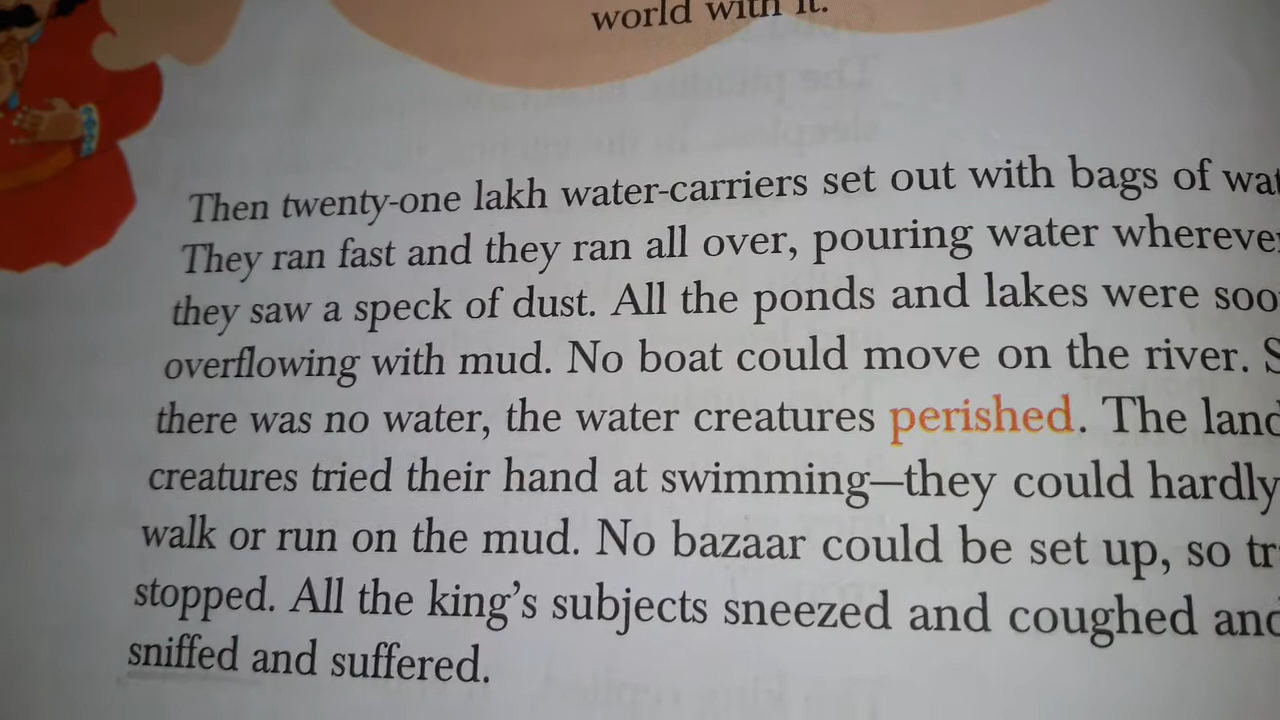 world with it.
Then twenty-one lakh water-carriers set out with bags of wat
They ran fast and they ran all over, pouring water wherever
they saw a speck of dust. All the ponds and lakes were soo
overflowing with mud. No boat could move on the river. S
there was no water, the water creatures perished. The land
creatures tried their hand at swimming—they could hardly
walk or run on the mud. No bazaar could be set up, so tr
stopped. All the king's subjects sneezed and coughed and
sniffed and suffered.